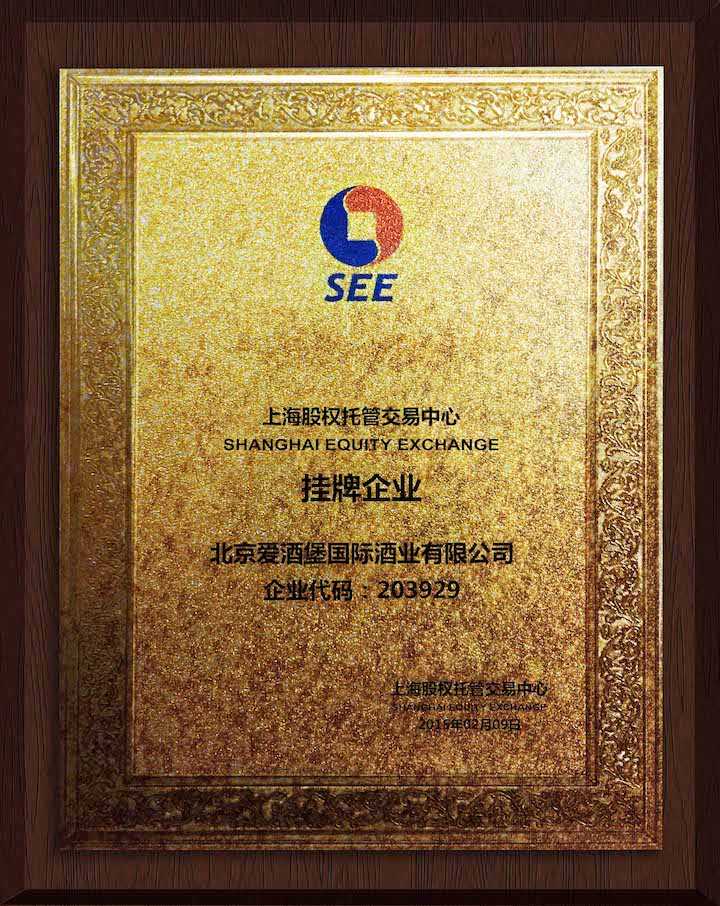 SEE
上海股权托管交易中心
SHANGHAI EQUITY EXCHANGE
挂牌企业
北京爱酒堡国际酒业有限公司
企业代码：203929
上海股权托管交易中心
SHANGHAI EQUITY EXCHANGE
2015年02月09日